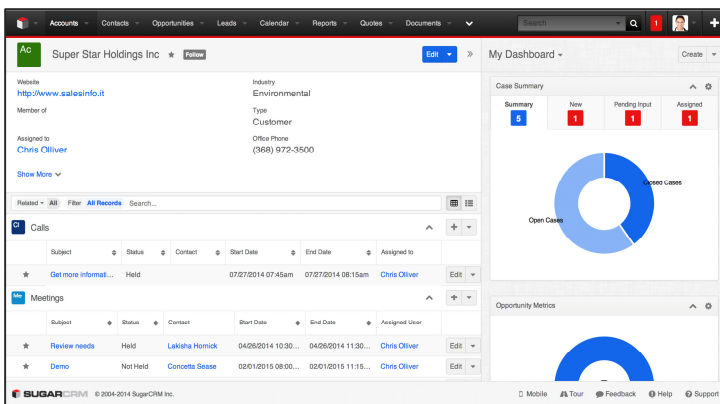 Accounts Contacts Opportunities Leads Calendar Reports Quotes Documents Search 1
Ac Super Star Holdings Inc Follow Edit
My Dashboard Create
Website Industry
http://www.salesinfo.it Environmental
Member of Type
Customer
Assigned to Office Phone
Chris Olliver (368) 972-3500
Show More
Case Summary
Summary New Pending Input Assigned
5 1 1 1
Closed Cases
Open Cases
Related All Filter All Records Search...
Cl Calls
Subject Status Contact Start Date End Date Assigned to
Get more informati... Held 07/27/2014 07:45am 07/27/2014 08:15am Chris Olliver Edit
Me Meetings
Subject Status Contact Start Date End Date Assigned User
Review needs Held Lakisha Hornick 04/26/2014 10:30... 04/26/2014 11:30... Chris Olliver Edit
Demo Not Held Concetta Sease 02/01/2015 08:00... 02/01/2015 11:15... Chris Olliver Edit
Opportunity Metrics
SUGARCRM © 2004-2014 SugarCRM Inc. Mobile Tour Feedback Help Support